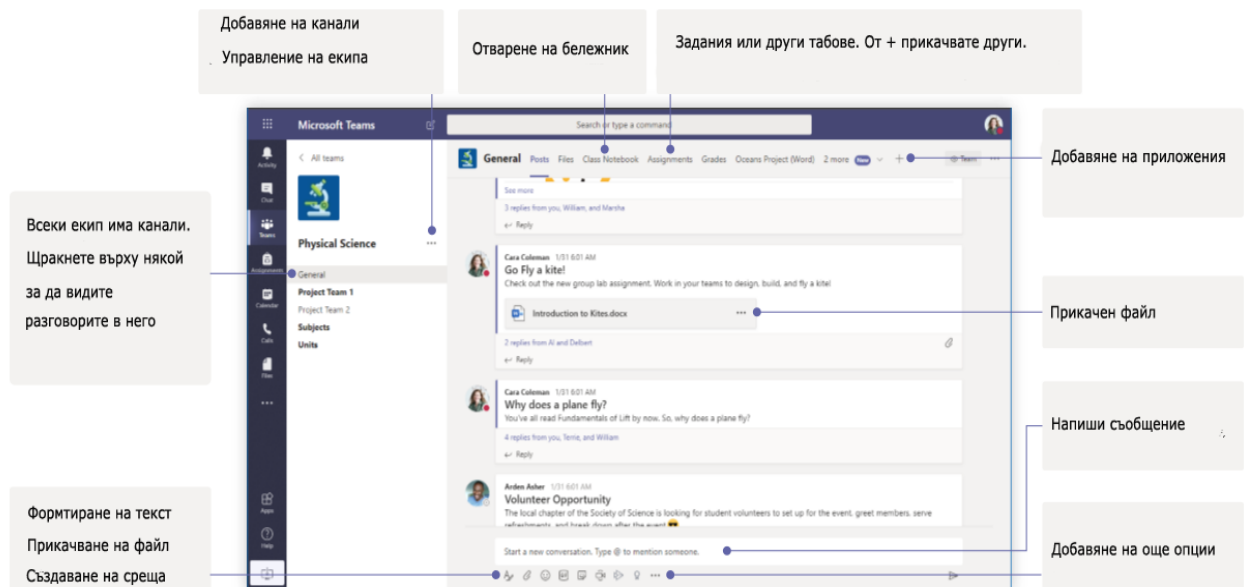 Добавяне на канали
Управление на екипа
Отварене на бележник
Задания или други табове. От + прикачвате други.
Microsoft Teams
Search or type a command
Activity
Chat
Teams
Assignments
Calendar
Calls
Files
Apps
Help
All teams
Physical Science
General
Project Team 1
Project Team 2
Subjects
Units
General Posts Files Class Notebook Assignments Grades Oceans Project (Word) 2 more New + Team
See more
3 replies from you, William, and Marsha
Reply
Cara Coleman 1/31 6:01 AM
Go Fly a kite!
Check out the new group lab assignment. Work in your teams to design, build, and fly a kite!
Introduction to Kites.docx
2 replies from Al and Delbert
Reply
Cara Coleman 1/31 6:01 AM
Why does a plane fly?
You've all read Fundamentals of Lift by now. So, why does a plane fly?
4 replies from you, Terrie, and William
Reply
Arden Asher 1/31 6:01 AM
Volunteer Opportunity
The local chapter of the Society of Science is looking for student volunteers to set up for the event, greet members, serve
refreshments, and break down after the event
Start a new conversation. Type @ to mention someone.
Всеки екип има канали.
Щракнете върху някой
за да видите
разговорите в него
Формтиране на текст
Прикачване на файл
Създаване на среща
Добавяне на приложения
Прикачен файл
Напиши съобщение
Добавяне на още опции